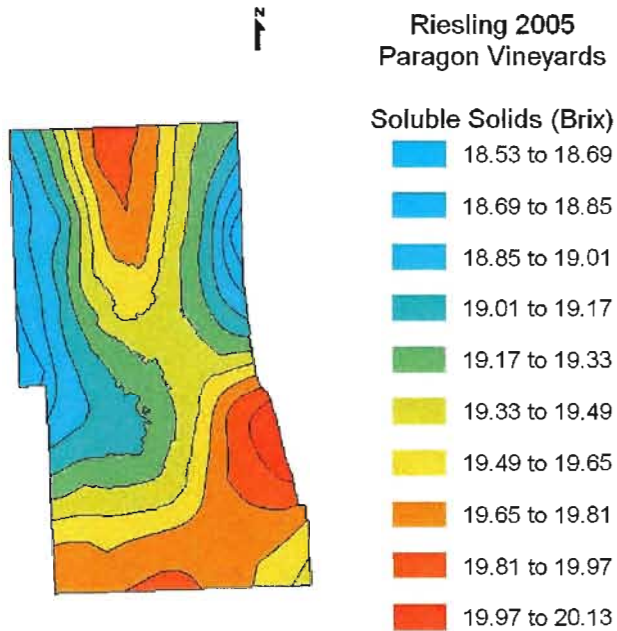 N
Riesling 2005
Paragon Vineyards
Soluble Solids (Brix)
18.53 to 18.69
18.69 to 18.85
18.85 to 19.01
19.01 to 19.17
19.17 to 19.33
19.33 to 19.49
19.49 to 19.65
19.65 to 19.81
19.81 to 19.97
19.97 to 20.13